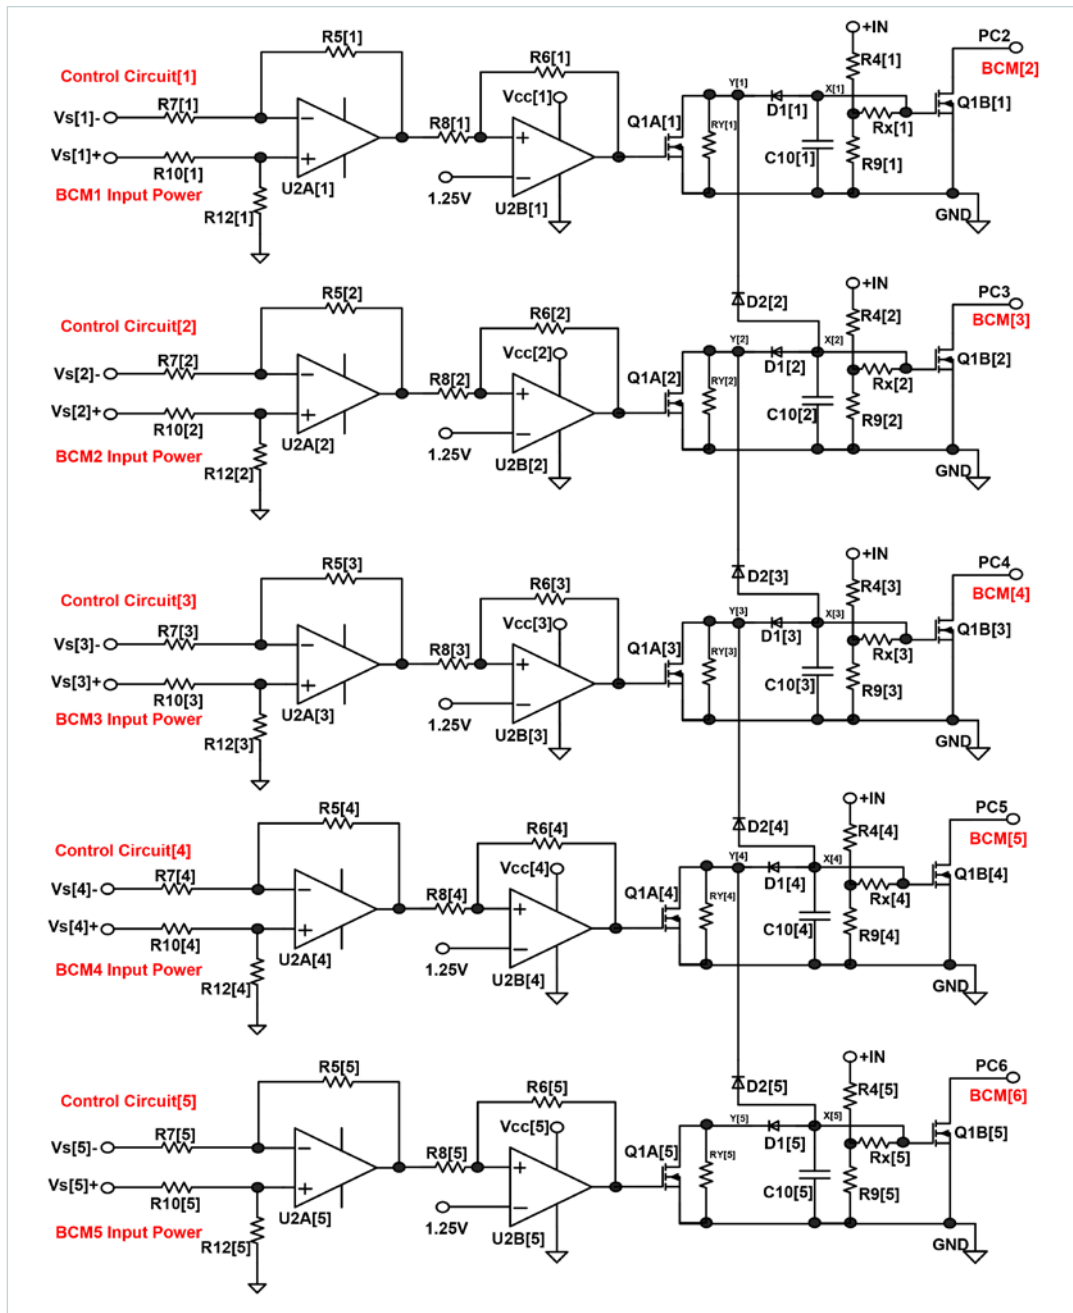 R5[1]
+IN
PC2
R6[1]
Control Circuit[1]
BCM[2]
R7[1]
Vcc[1]
Y[1]
X[1]
R4[1]
Vs[1]-
R8[1]
Q1A[1]
D1[1]
Q1B[1]
RY[1]
Rx[1]
Vs[1]+
C10[1]
R9[1]
R10[1]
U2A[1]
1.25V
BCM1 Input Power
U2B[1]
R12[1]
GND
+IN
PC3
R5[2]
D2[2]
R6[2]
R4[2]
BCM[3]
Control Circuit[2]
Vcc[2]
Y[2]
X[2]
R7[2]
Vs[2]-
R8[2]
Q1A[2]
D1[2]
Q1B[2]
RY[2]
Rx[2]
Vs[2]+
C10[2]
R9[2]
R10[2]
U2A[2]
1.25V
BCM2 Input Power
U2B[2]
R12[2]
GND
+IN
PC4
R5[3]
D2[3]
R6[3]
R4[3]
BCM[4]
Control Circuit[3]
Vcc[3]
Y[3]
X[3]
R7[3]
Vs[3]-
R8[3]
Q1A[3]
D1[3]
Q1B[3]
RY[3]
Rx[3]
Vs[3]+
C10[3]
R9[3]
R10[3]
U2A[3]
1.25V
BCM3 Input Power
U2B[3]
R12[3]
GND
+IN
PC5
R5[4]
D2[4]
R6[4]
R4[4]
BCM[5]
Control Circuit[4]
Vcc[4]
Y[4]
X[4]
R7[4]
Vs[4]-
R8[4]
Q1A[4]
D1[4]
Q1B[4]
RY[4]
Rx[4]
Vs[4]+
C10[4]
R9[4]
R10[4]
U2A[4]
1.25V
BCM4 Input Power
U2B[4]
R12[4]
GND
+IN
PC6
R5[5]
D2[5]
R6[5]
R4[5]
BCM[6]
Control Circuit[5]
Vcc[5]
Y[5]
X[5]
R7[5]
Vs[5]-
R8[5]
Q1A[5]
D1[5]
Q1B[5]
RY[5]
Rx[5]
Vs[5]+
C10[5]
R9[5]
R10[5]
U2A[5]
1.25V
BCM5 Input Power
U2B[5]
R12[5]
GND